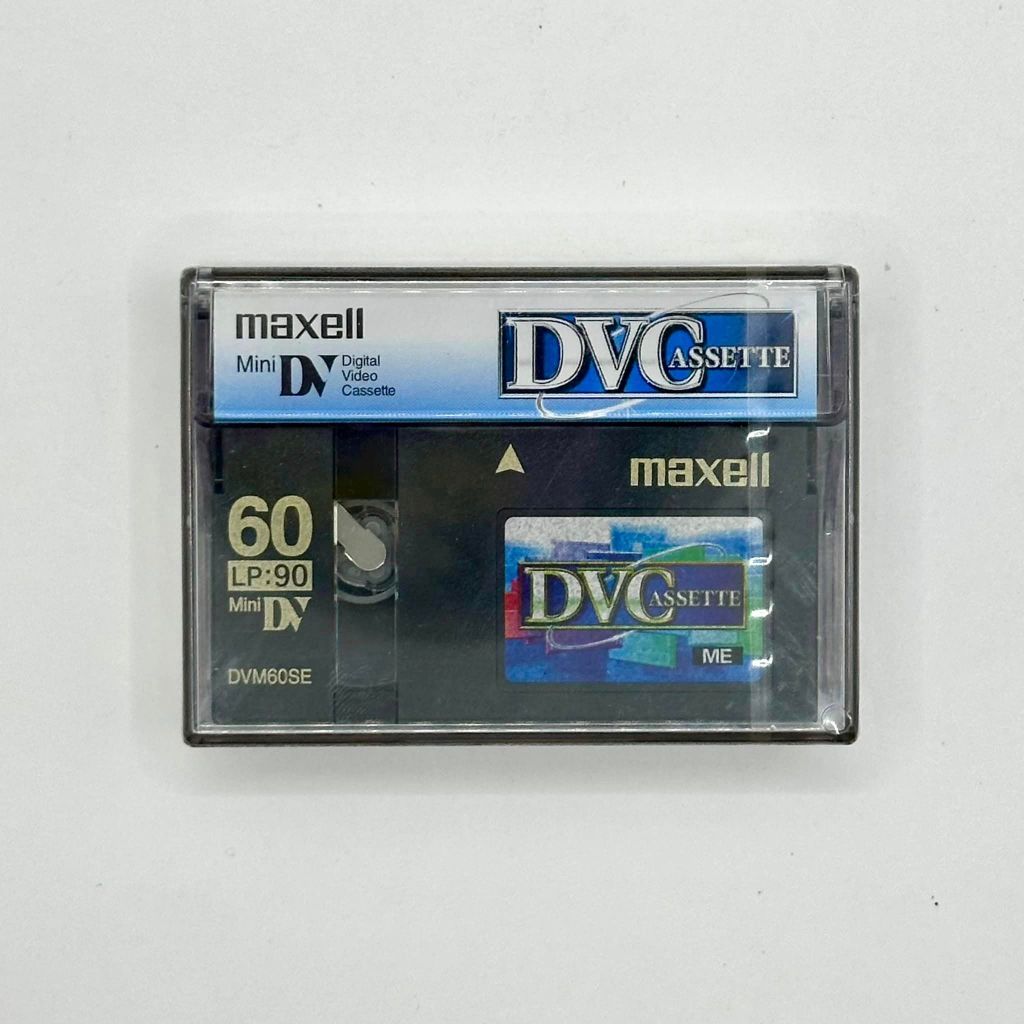 maxell
Mini DV Digital
Video
Cassette
DVCASSETTE
maxell
60
LP:90
Mini DV
DVM60SE
DVCASSETTE
ME